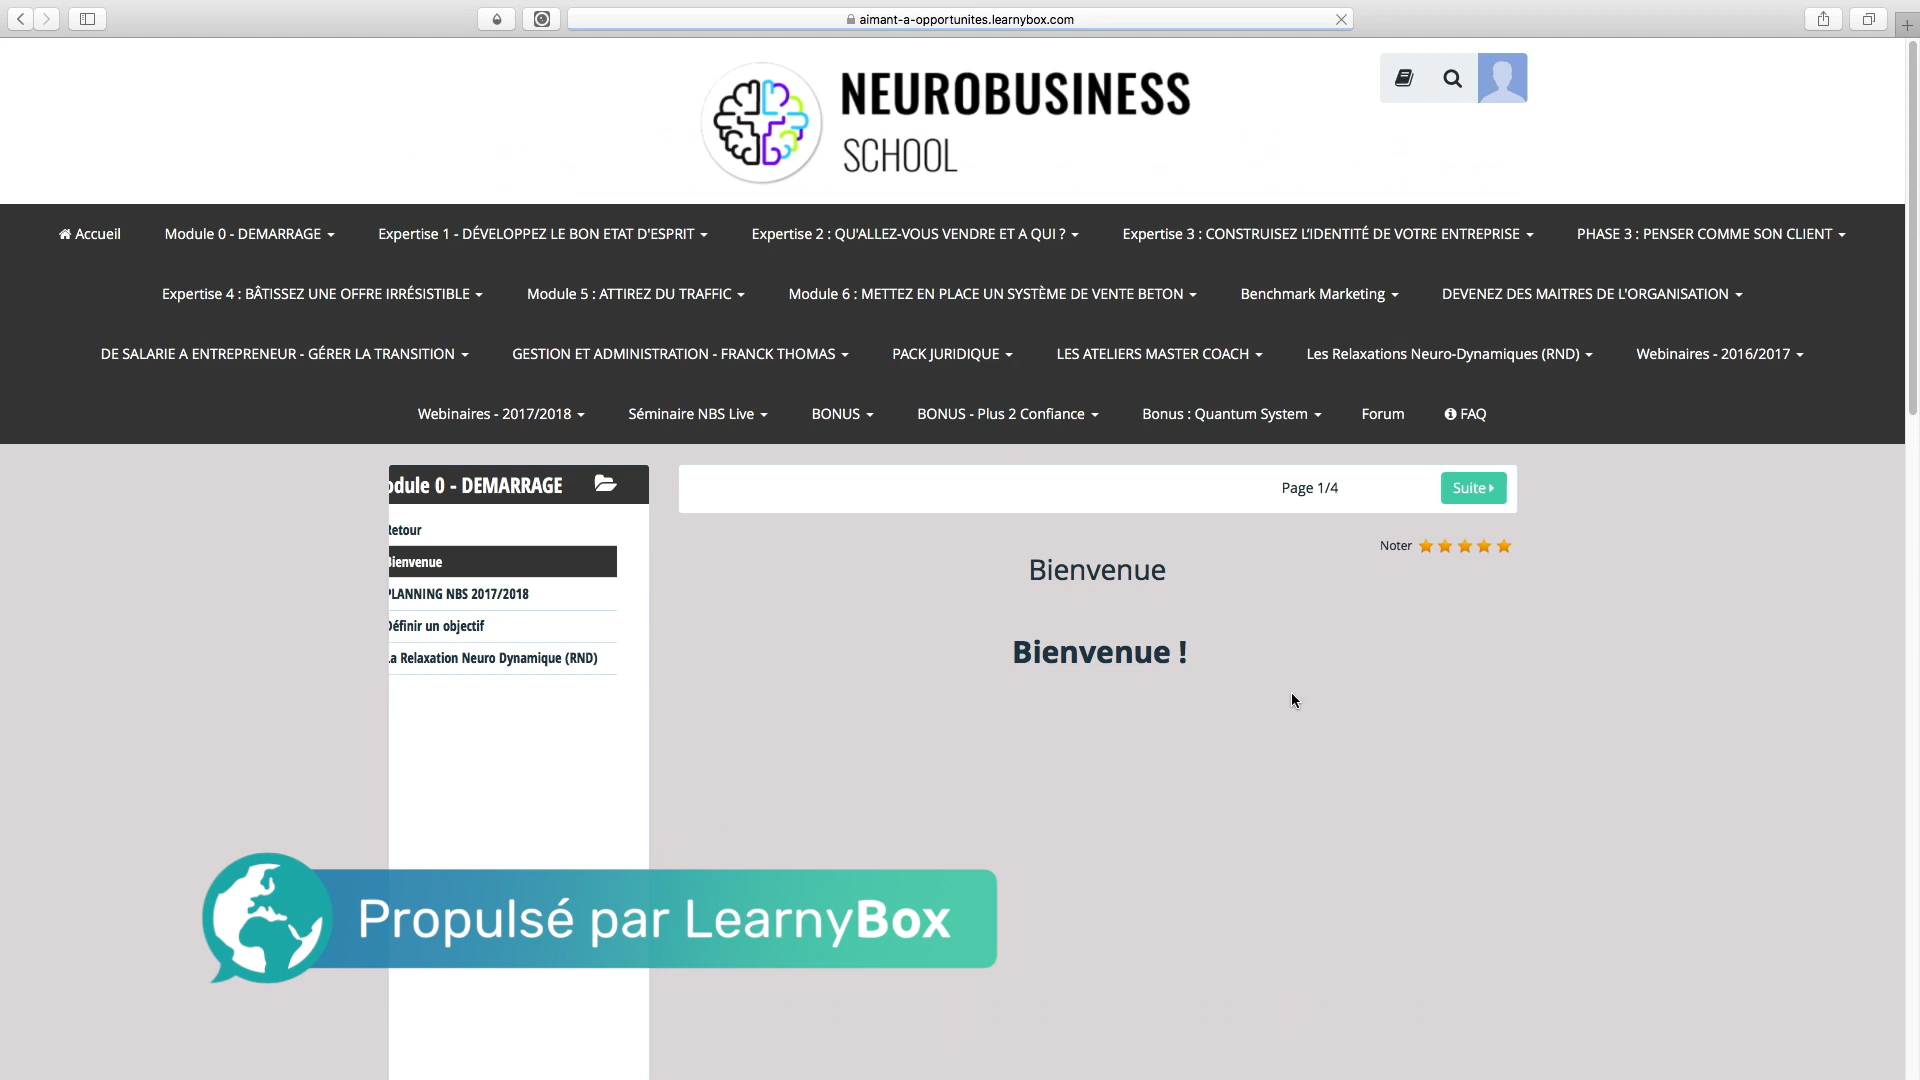 aimant-a-opportunites.learnybox.com
NEUROBUSINESS
SCHOOL
Accueil
Module 0 - DEMARRAGE
Expertise 1 - DÉVELOPPEZ LE BON ETAT D'ESPRIT
Expertise 2 : QU'ALLEZ-VOUS VENDRE ET A QUI ?
Expertise 3 : CONSTRUISEZ L'IDENTITÉ DE VOTRE ENTREPRISE
PHASE 3 : PENSER COMME SON CLIENT
Expertise 4 : BÂTISSEZ UNE OFFRE IRRÉSISTIBLE
Module 5 : ATTIREZ DU TRAFFIC
Module 6 : METTEZ EN PLACE UN SYSTÈME DE VENTE BETON
Benchmark Marketing
DEVENEZ DES MAITRES DE L'ORGANISATION
DE SALARIE A ENTREPRENEUR - GÉRER LA TRANSITION
GESTION ET ADMINISTRATION - FRANCK THOMAS
PACK JURIDIQUE
LES ATELIERS MASTER COACH
Les Relaxations Neuro-Dynamiques (RND)
Webinaires - 2016/2017
Webinaires - 2017/2018
Séminaire NBS Live
BONUS
BONUS - Plus 2 Confiance
Bonus : Quantum System
Forum
FAQ
odule 0 - DEMARRAGE
Retour
Bienvenue
PLANNING NBS 2017/2018
Définir un objectif
La Relaxation Neuro Dynamique (RND)
Page 1/4
Suite
Noter
Bienvenue
Bienvenue !
Propulsé par LearnyBox